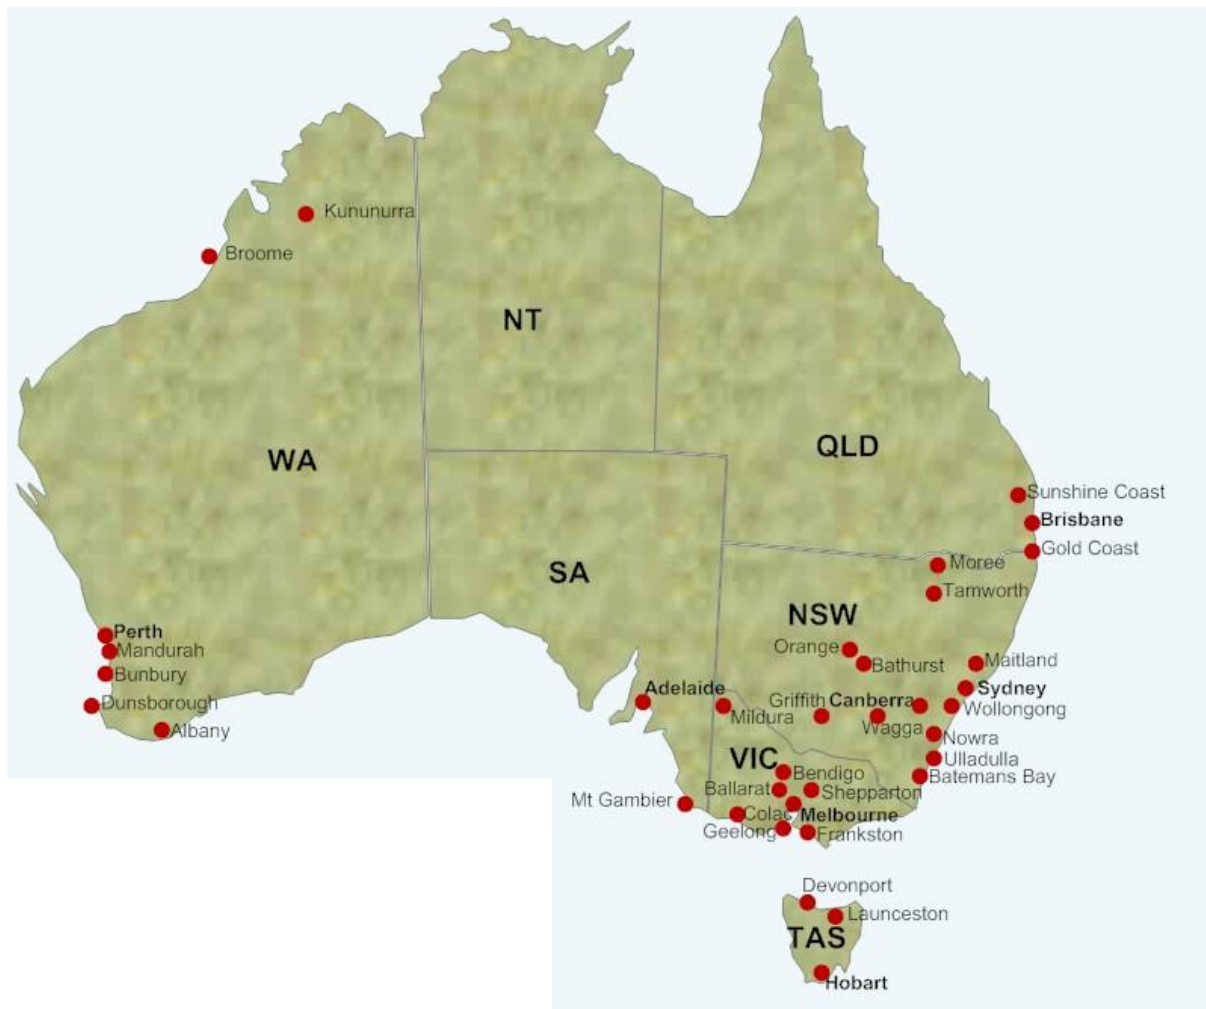 Kununurra
Broome
NT
QLD
WA
Sunshine Coast
Brisbane
Gold Coast
Moree
SA
Tamworth
NSW
Perth
Orange
Mandurah
Bathurst
Maitland
Bunbury
Adelaide
Sydney
Dunsborough
Griffith
Canberra
Wollongong
Mildura
Albany
Wagga
Nowra
VIC
Ulladulla
Bendigo
Batemans Bay
Ballarat
Shepparton
Mt Gambier
Colac
Melbourne
Geelong
Frankston
Devonport
Launceston
TAS
Hobart